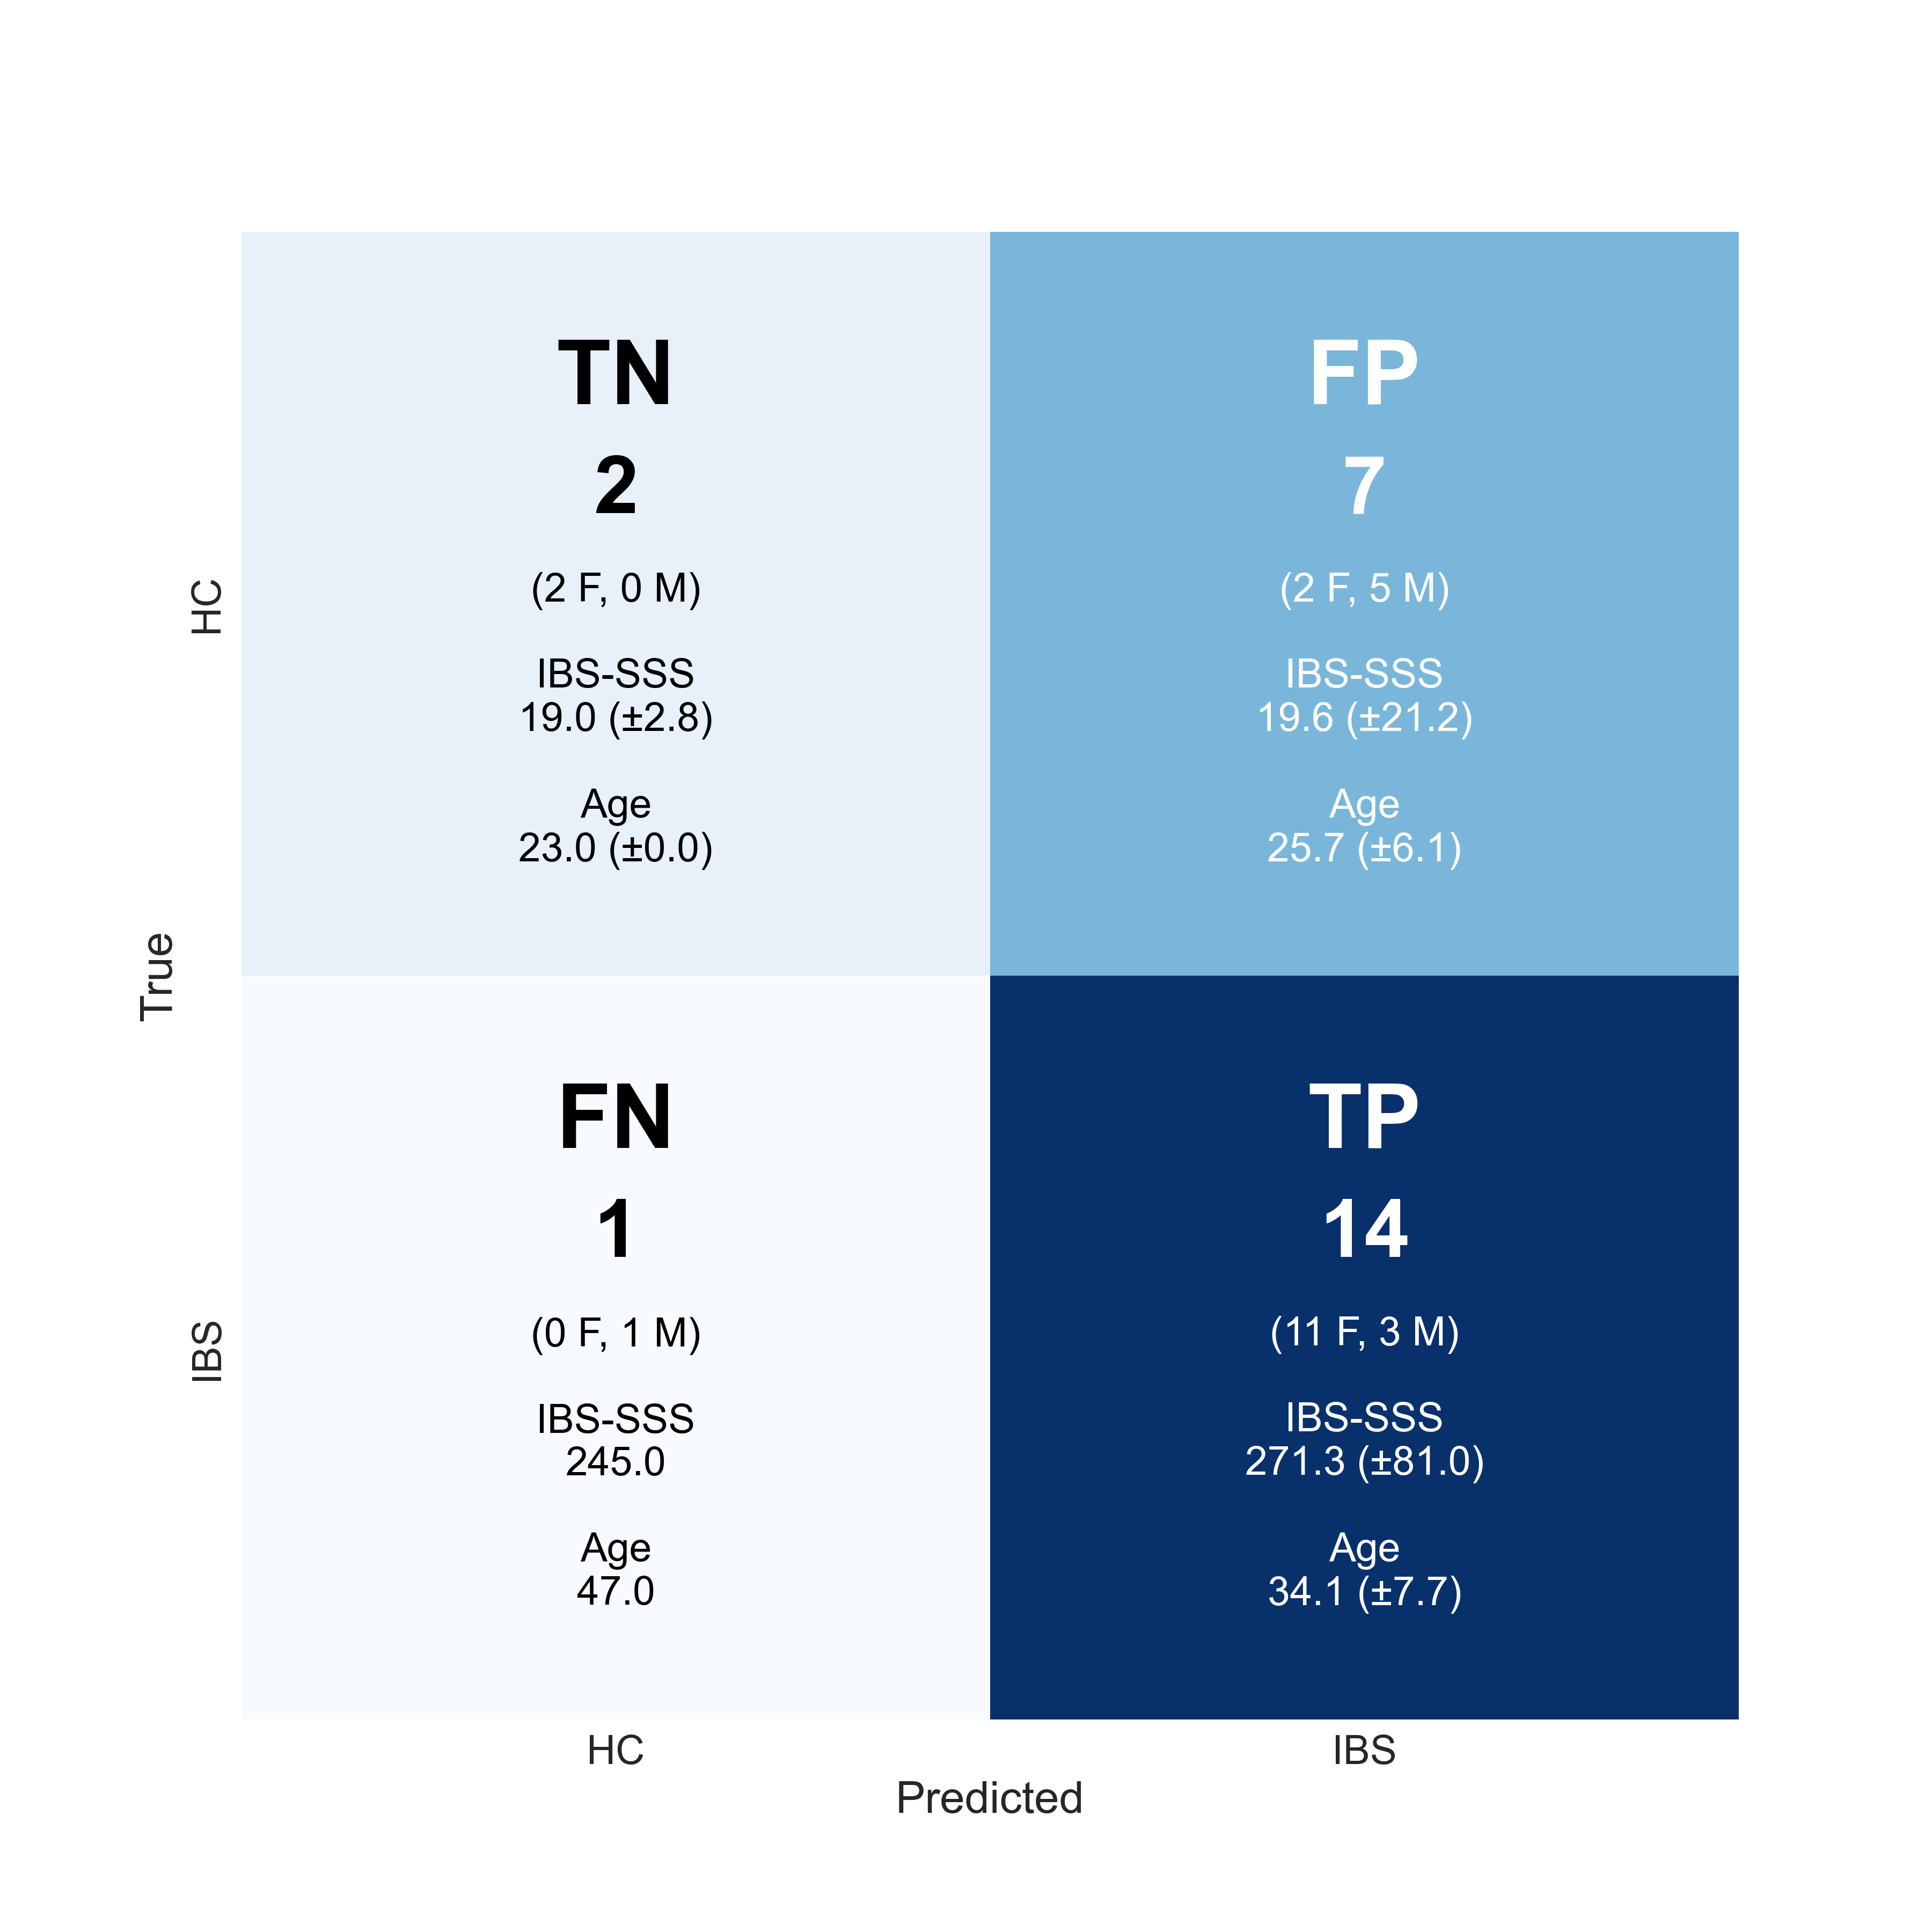 TN
2
(2 F, 0 M)
IBS-SSS
19.0 (±2.8)
Age
23.0 (±0.0)
FP
7
(2 F, 5 M)
IBS-SSS
19.6 (±21.2)
Age
25.7 (±6.1)
HC
True
FN
1
(0 F, 1 M)
IBS-SSS
245.0
Age
47.0
TP
14
(11 F, 3 M)
IBS-SSS
271.3 (±81.0)
Age
34.1 (±7.7)
IBS
HC
IBS
Predicted